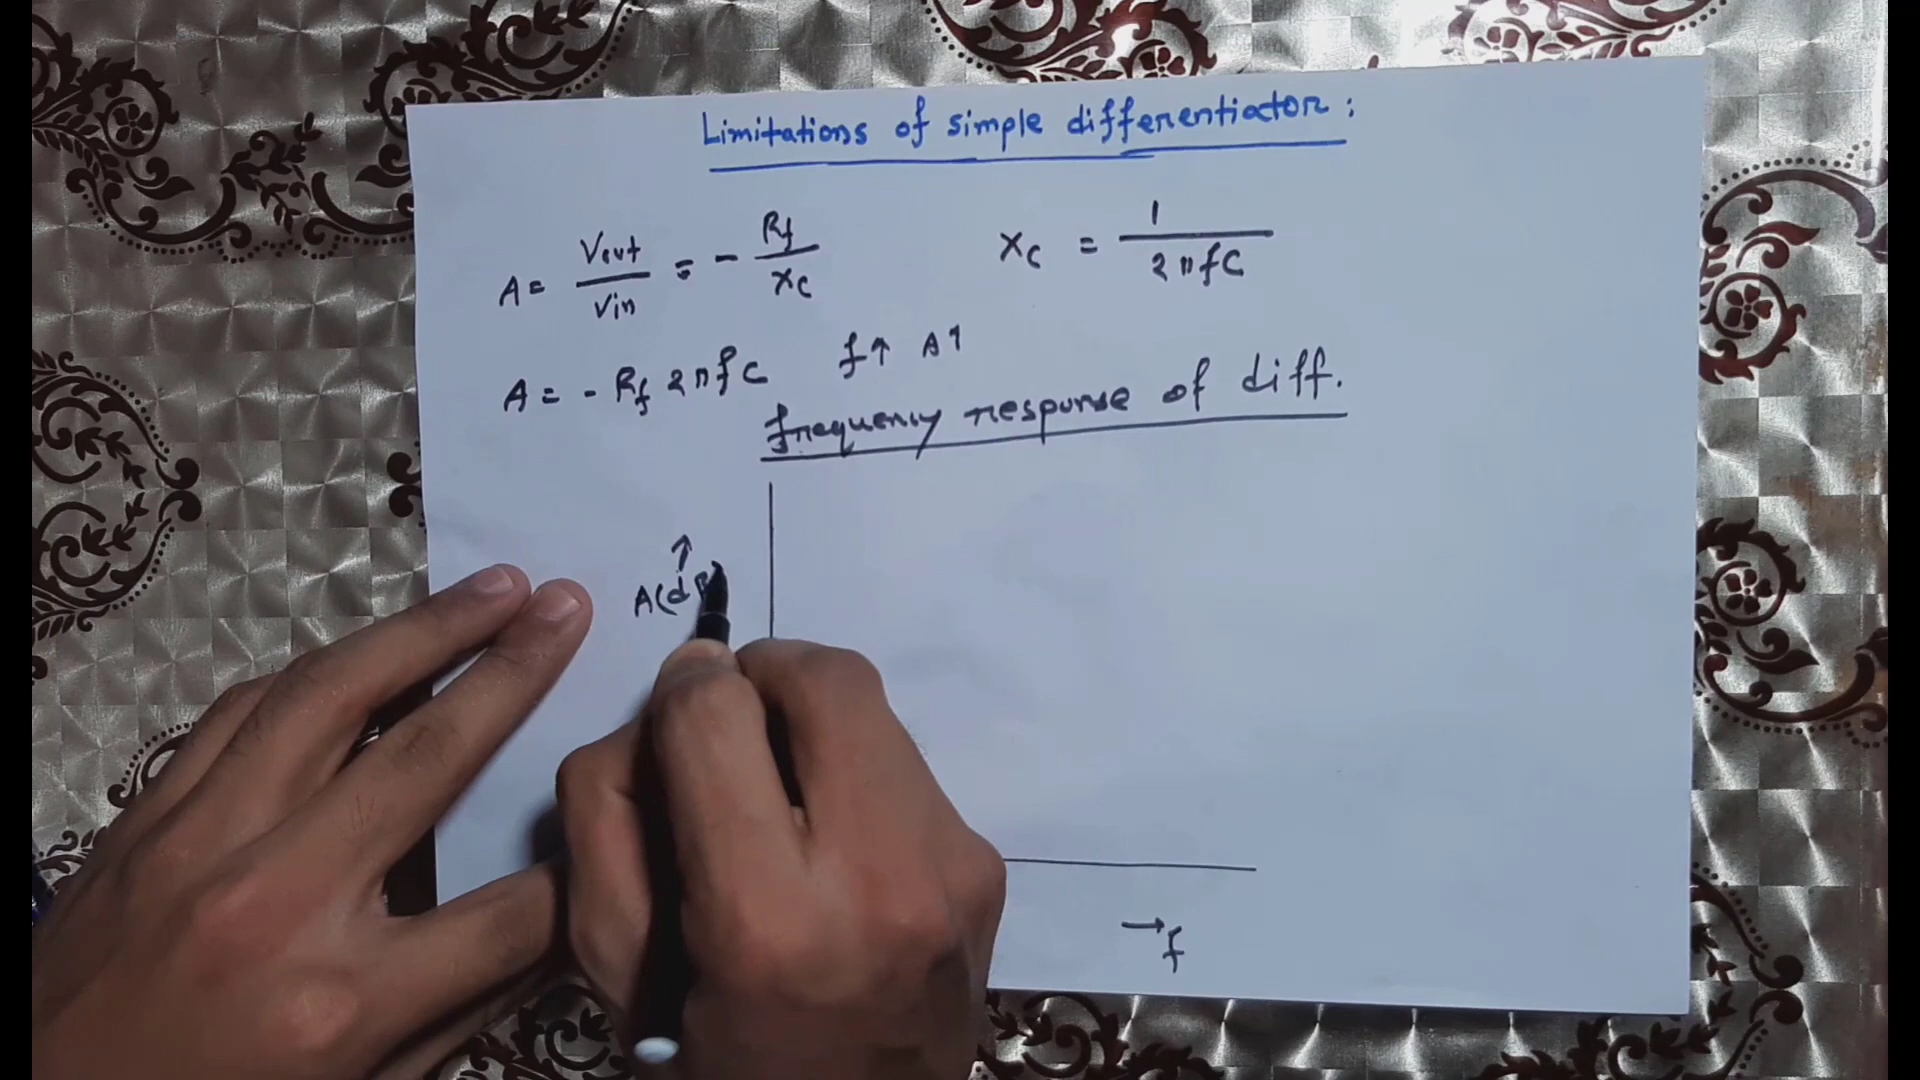 Limitations of simple differentiator:
A = Vout/Vin = - Rf/Xc
Xc = 1/2πfC
A = - Rf 2πfC f↑ A↑
frequency response of diff.
↑
A(dB
→ f